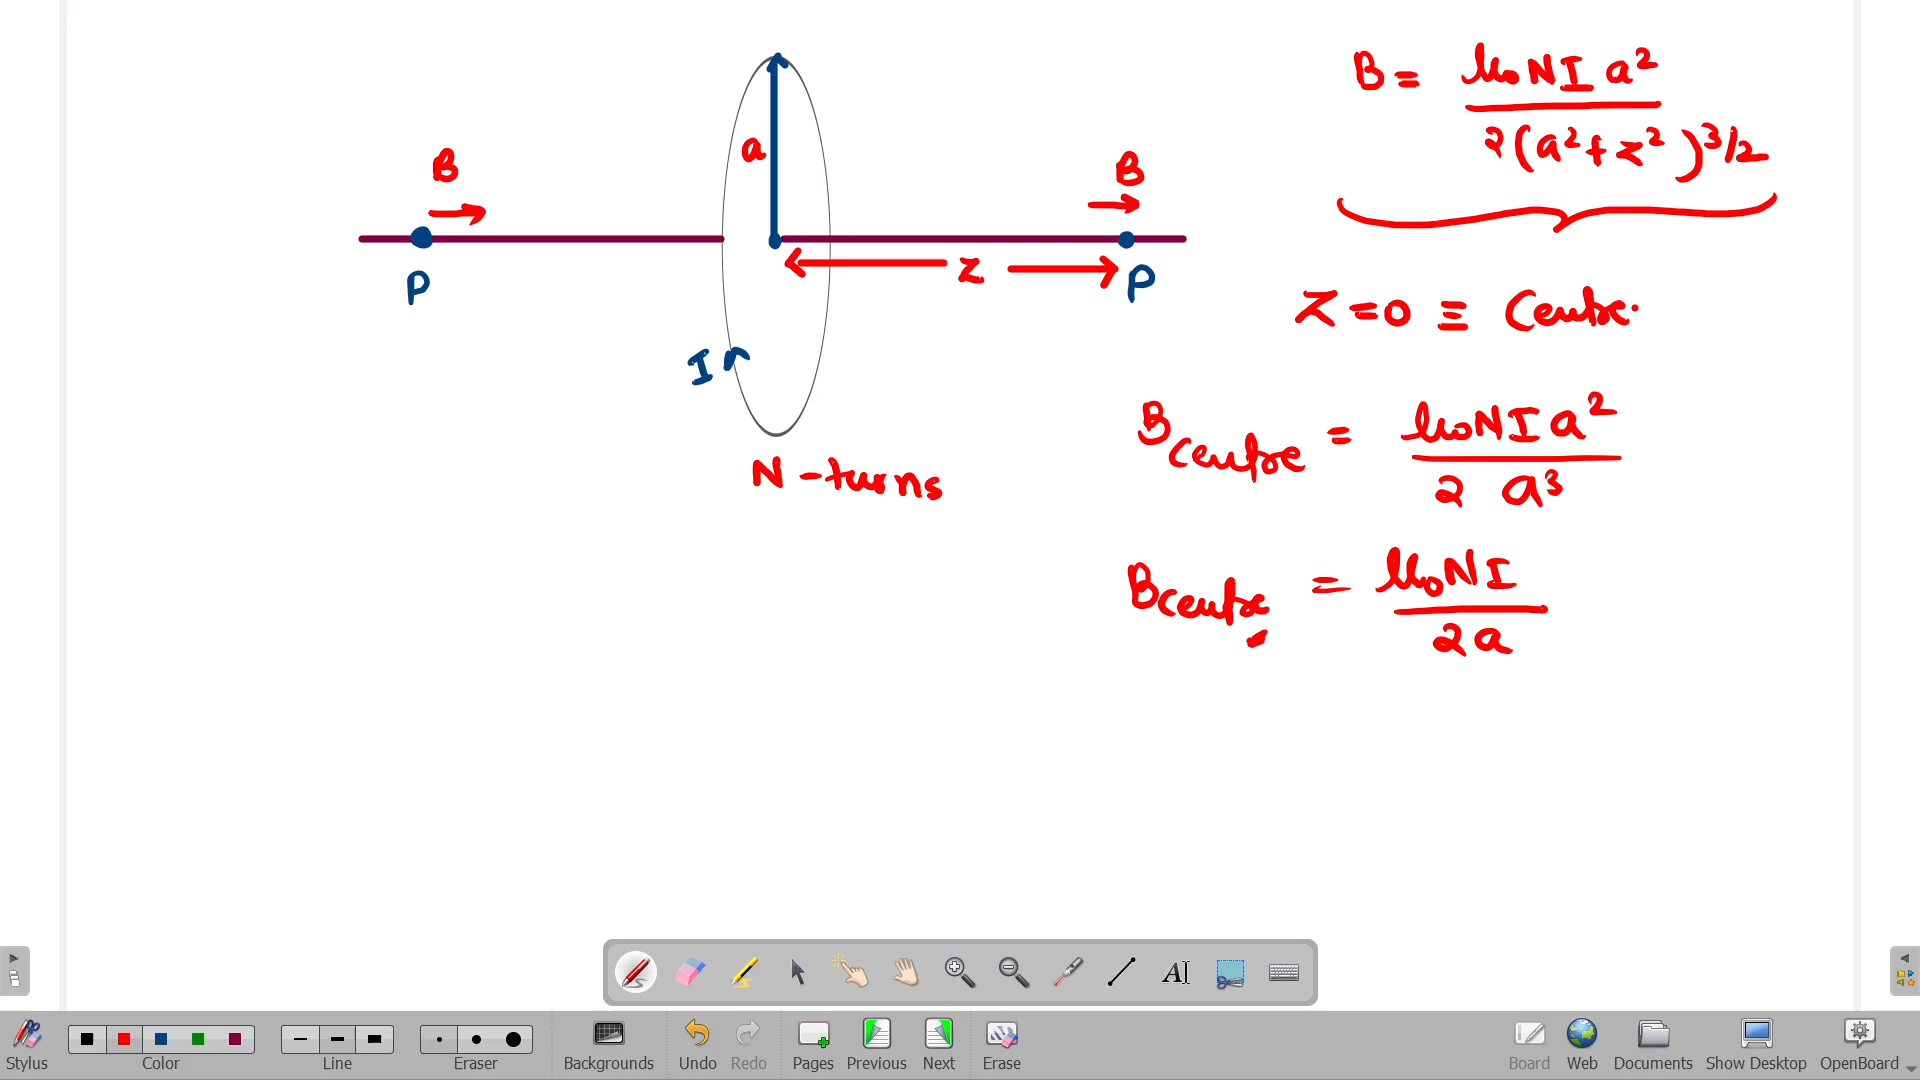 B = μ₀NIa² / 2(a²+z²)^3/2
a
B
B
z
P
P
Z=0 ≡ Centre.
I
B centre = μ₀NIa² / 2 a³
N-turns
B centre = μ₀NI / 2a
Stylus
Color
Line
Eraser
Backgrounds
Undo
Redo
Pages
Previous
Next
Erase
Board
Web
Documents
Show Desktop
OpenBoard